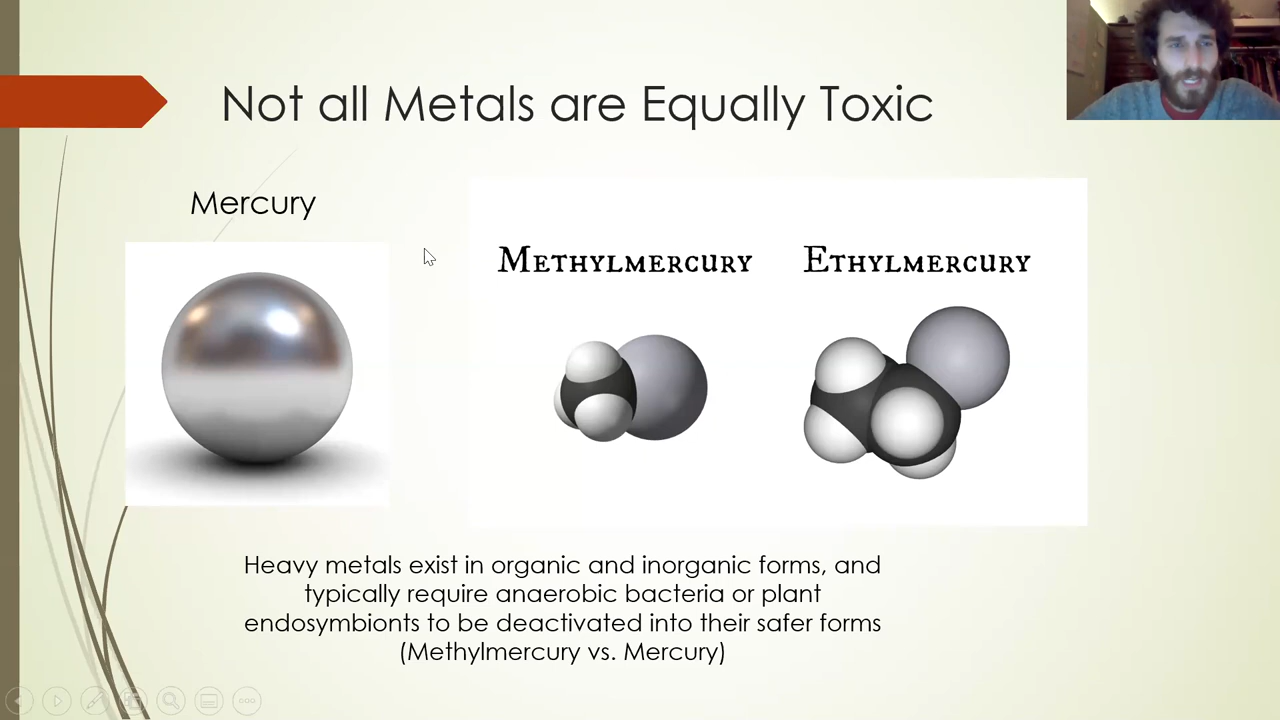 Not all Metals are Equally Toxic
Mercury
Methylmercury
Ethylmercury
Heavy metals exist in organic and inorganic forms, and
typically require anaerobic bacteria or plant
endosymbionts to be deactivated into their safer forms
(Methylmercury vs. Mercury)